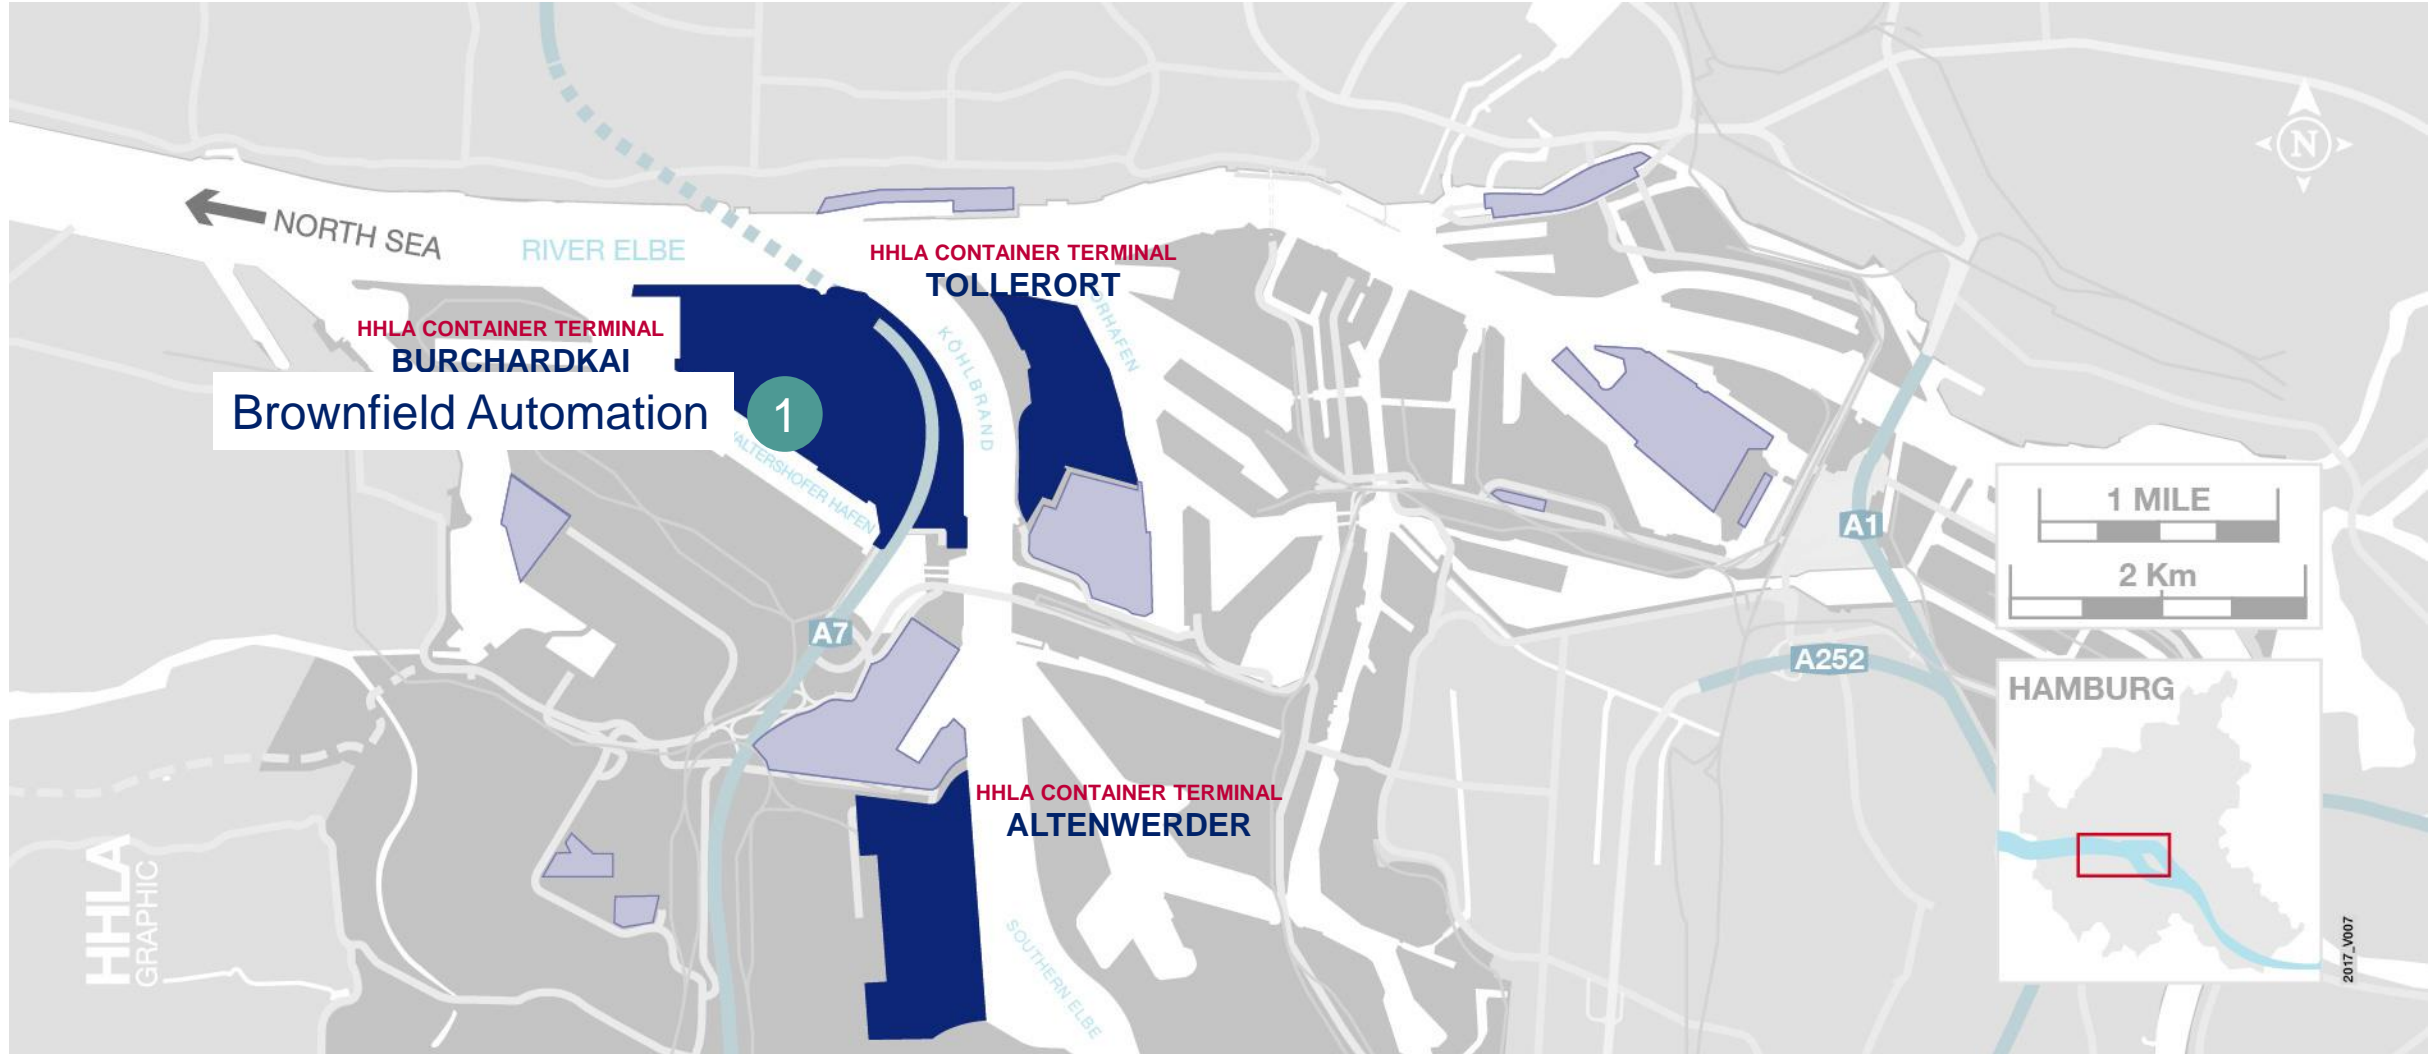 N
NORTH SEA
RIVER ELBE
HHLA CONTAINER TERMINAL
TOLLERORT
HHLA CONTAINER TERMINAL
BURCHARDKAI
Brownfield Automation
1
KÖHLBRAND
HAFEN
A1
1 MILE
2 Km
A7
A252
HAMBURG
HHLA CONTAINER TERMINAL
ALTENWERDER
SOUTHERN ELBE
HHLA
GRAPHIC
2017_V007